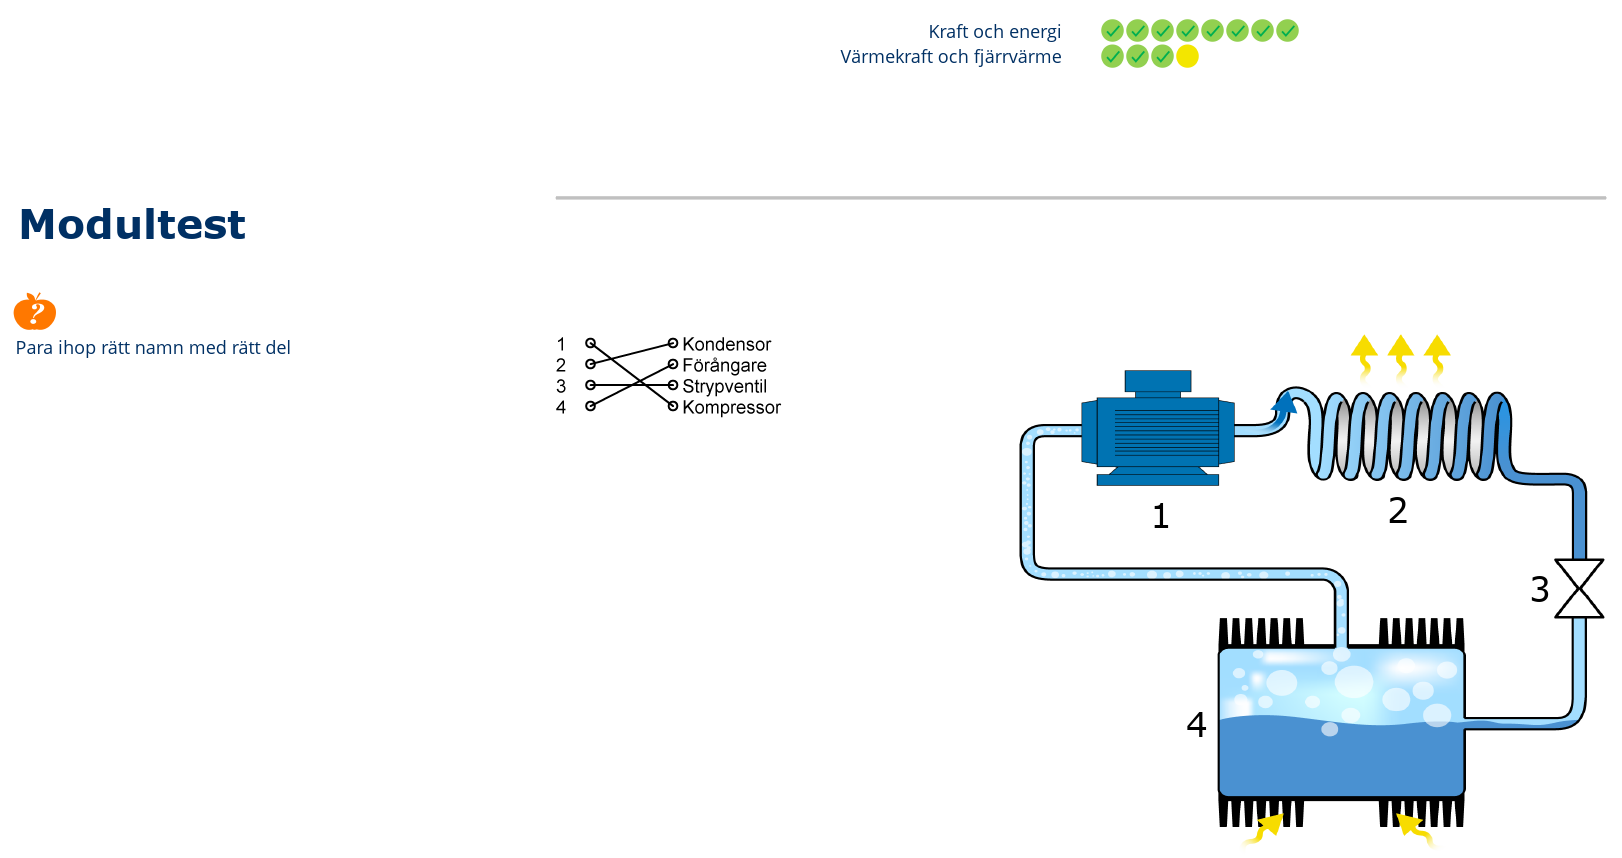 Kraft och energi
Värmekraft och fjärrvärme
Modultest
?
Para ihop rätt namn med rätt del
1 Kondensor
2 Förångare
3 Strypventil
4 Kompressor
1
2
3
4